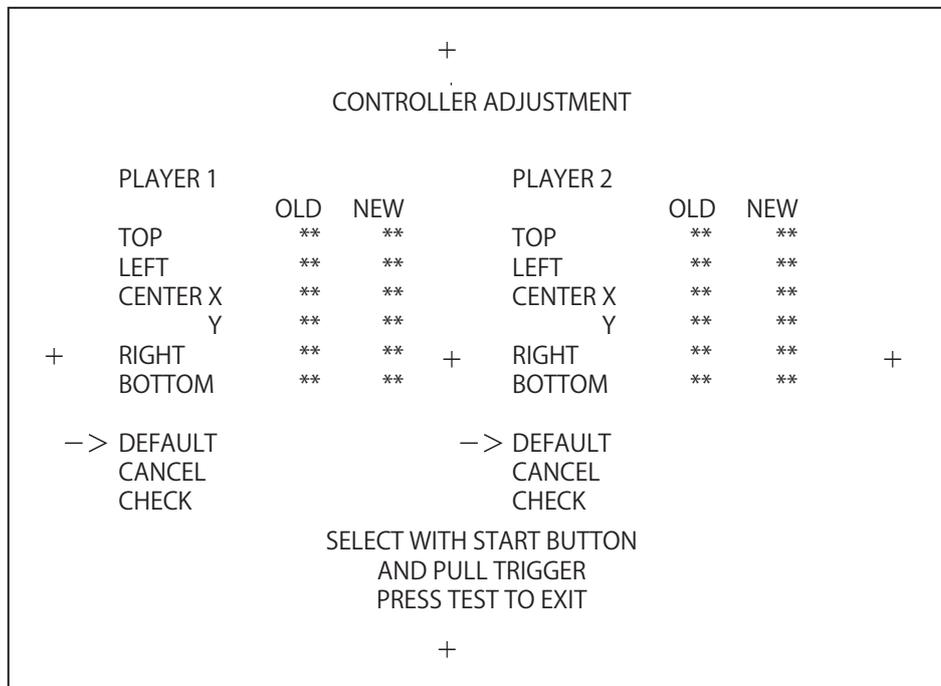 +
CONTROLLER ADJUSTMENT
PLAYER 1 PLAYER 2
OLD NEW OLD NEW
TOP ** ** TOP ** **
LEFT ** ** LEFT ** **
CENTER X ** ** CENTER X ** **
Y ** ** Y ** **
+ RIGHT ** ** + RIGHT ** ** +
BOTTOM ** ** BOTTOM ** **
—> DEFAULT —> DEFAULT
CANCEL CANCEL
CHECK CHECK
SELECT WITH START BUTTON
AND PULL TRIGGER
PRESS TEST TO EXIT
+